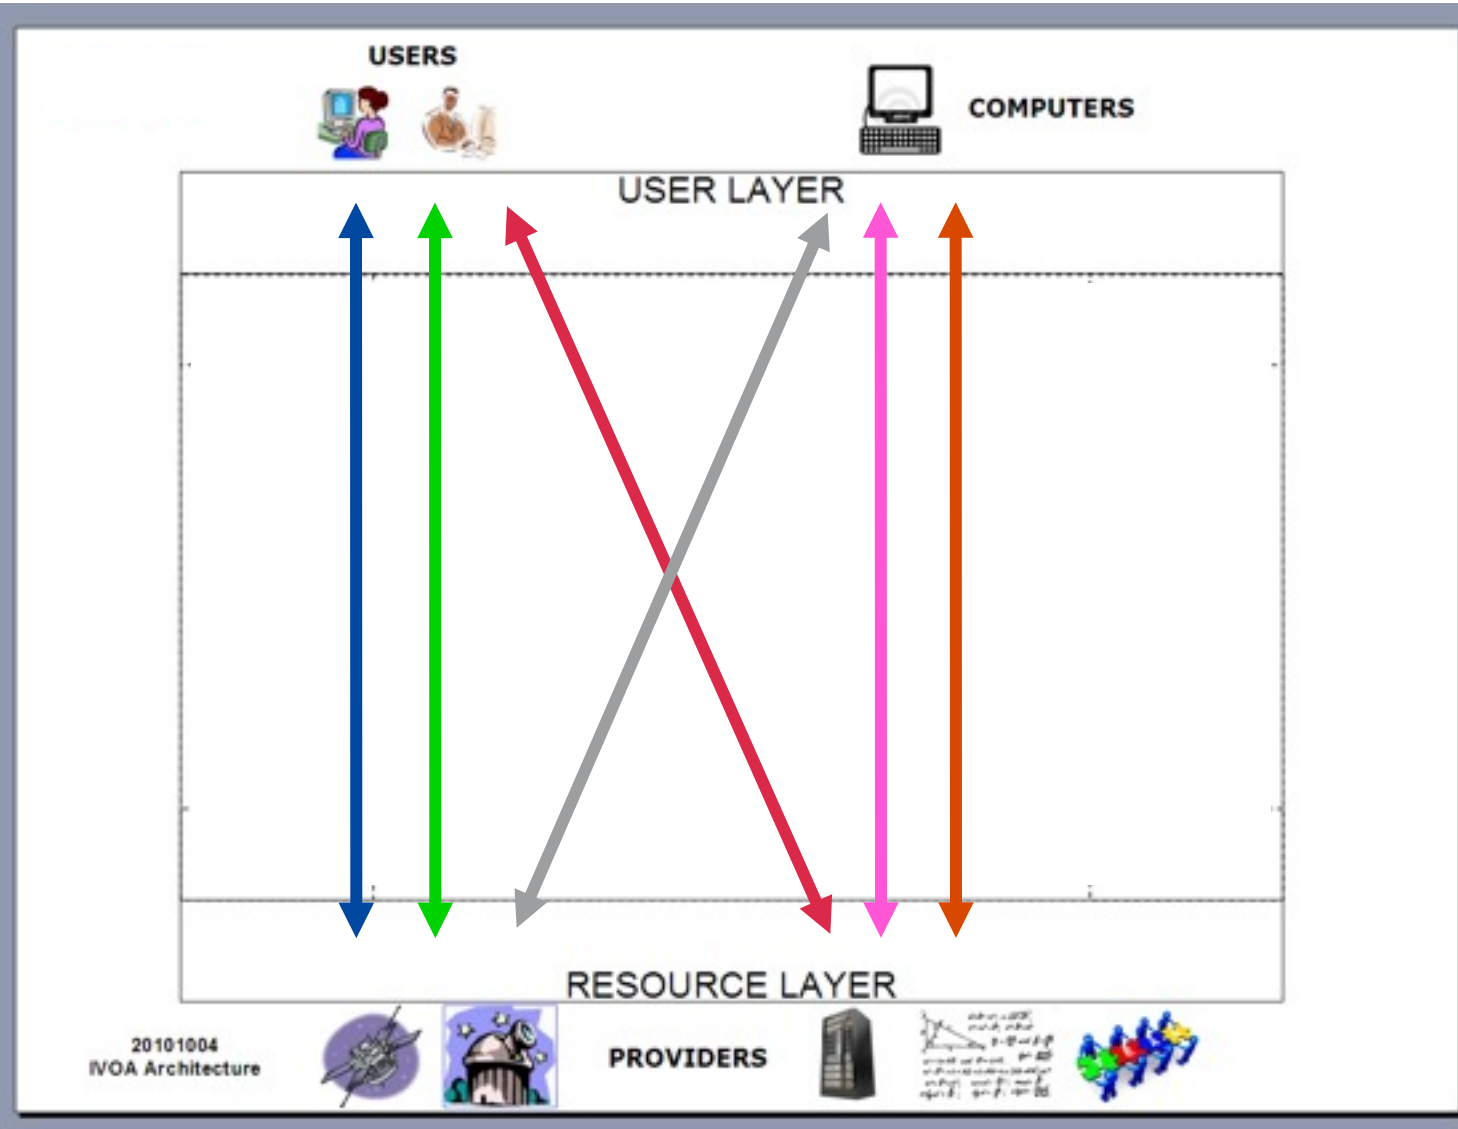 USERS
COMPUTERS
USER LAYER
RESOURCE LAYER
20101004
IVOA Architecture
PROVIDERS